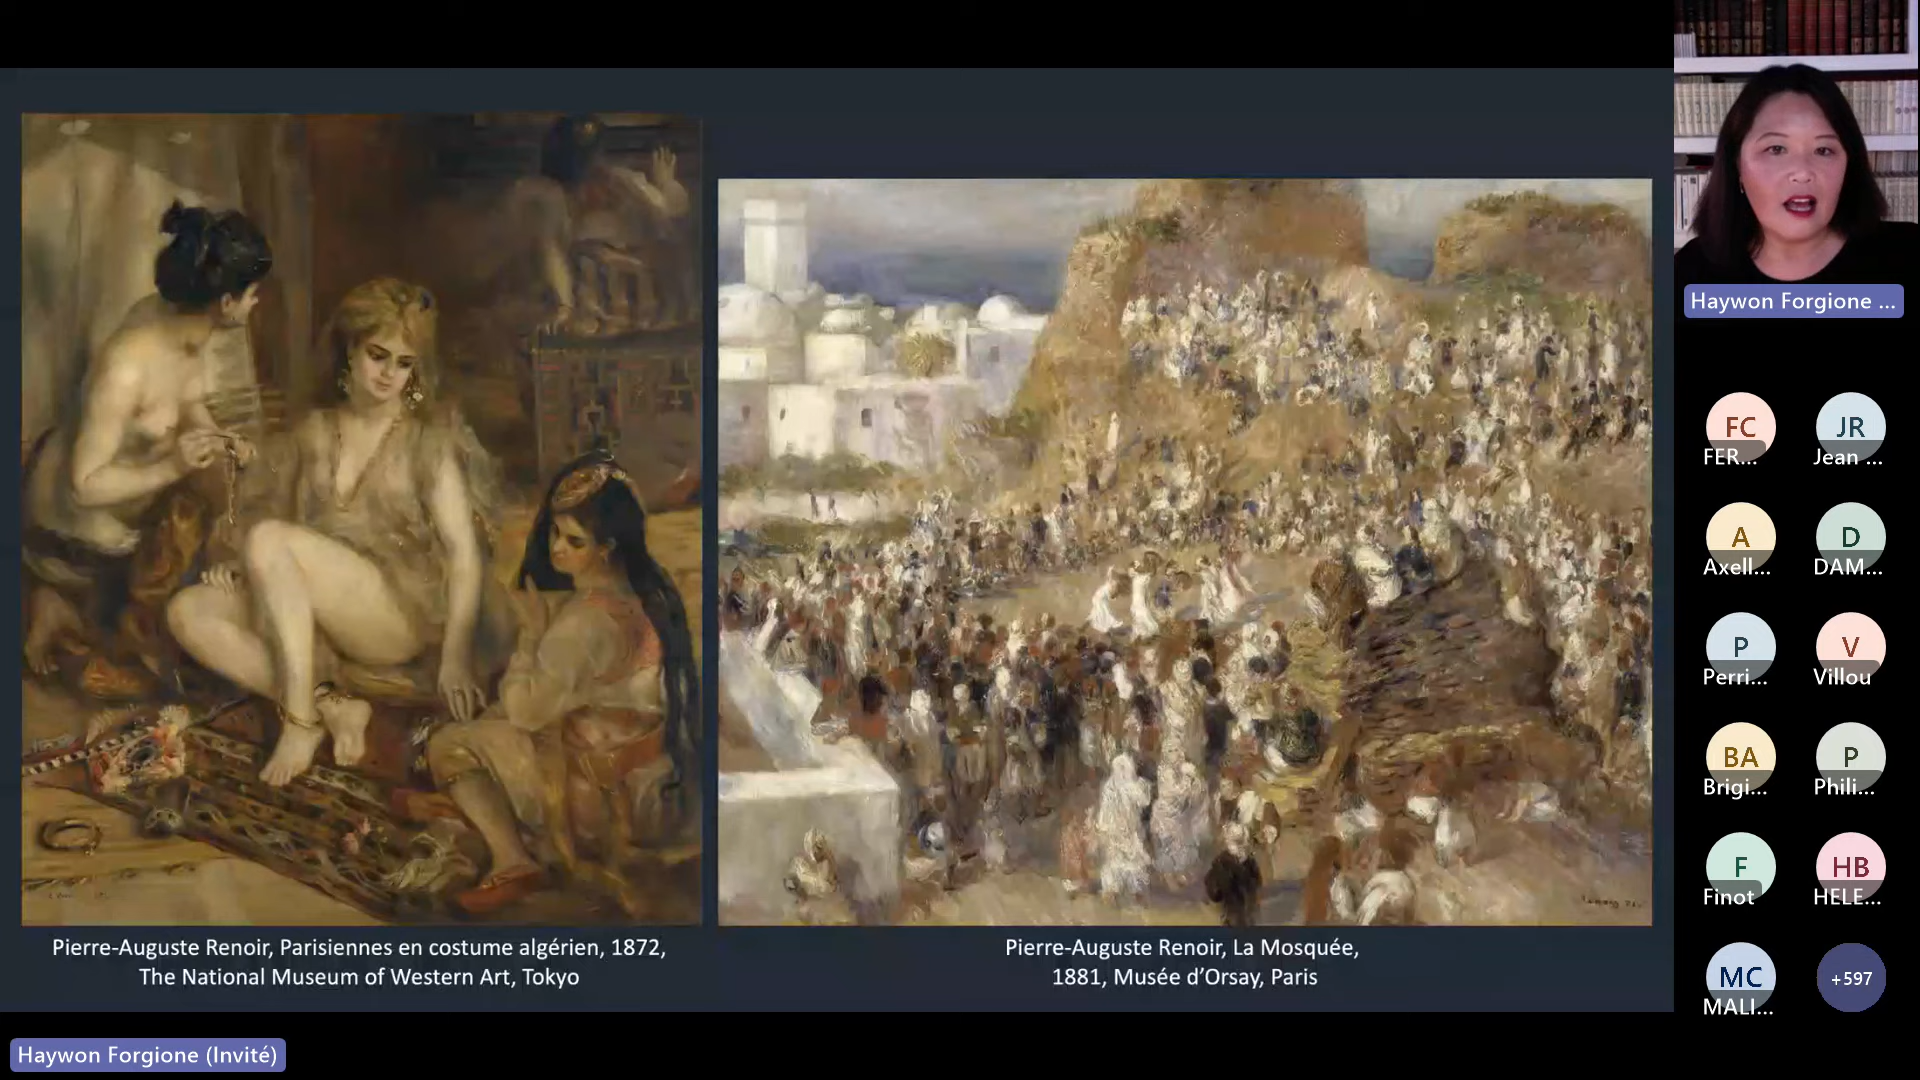 Pierre-Auguste Renoir, Parisiennes en costume algérien, 1872,
The National Museum of Western Art, Tokyo
Pierre-Auguste Renoir, La Mosquée,
1881, Musée d'Orsay, Paris
Haywon Forgione (Invité)
Haywon Forgione ...
FC
FER...
JR
Jean ...
A
Axell...
D
DAM...
P
Perri...
V
Villou
BA
Brigi...
P
Phili...
F
Finot
HB
HELE...
MC
MALI...
+597